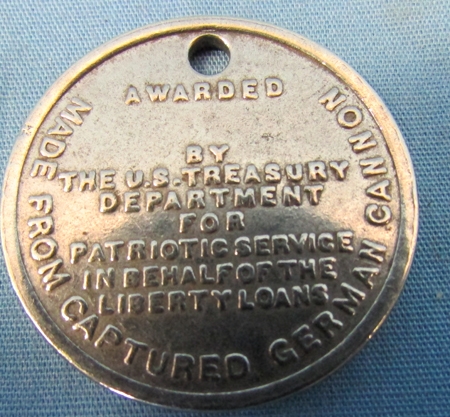 AWARDED
BY
THE U.S. TREASURY
DEPARTMENT
FOR
PATRIOTIC SERVICE
IN BEHALF OF THE
LIBERTY LOANS
MADE FROM CAPTURED GERMAN CANNON